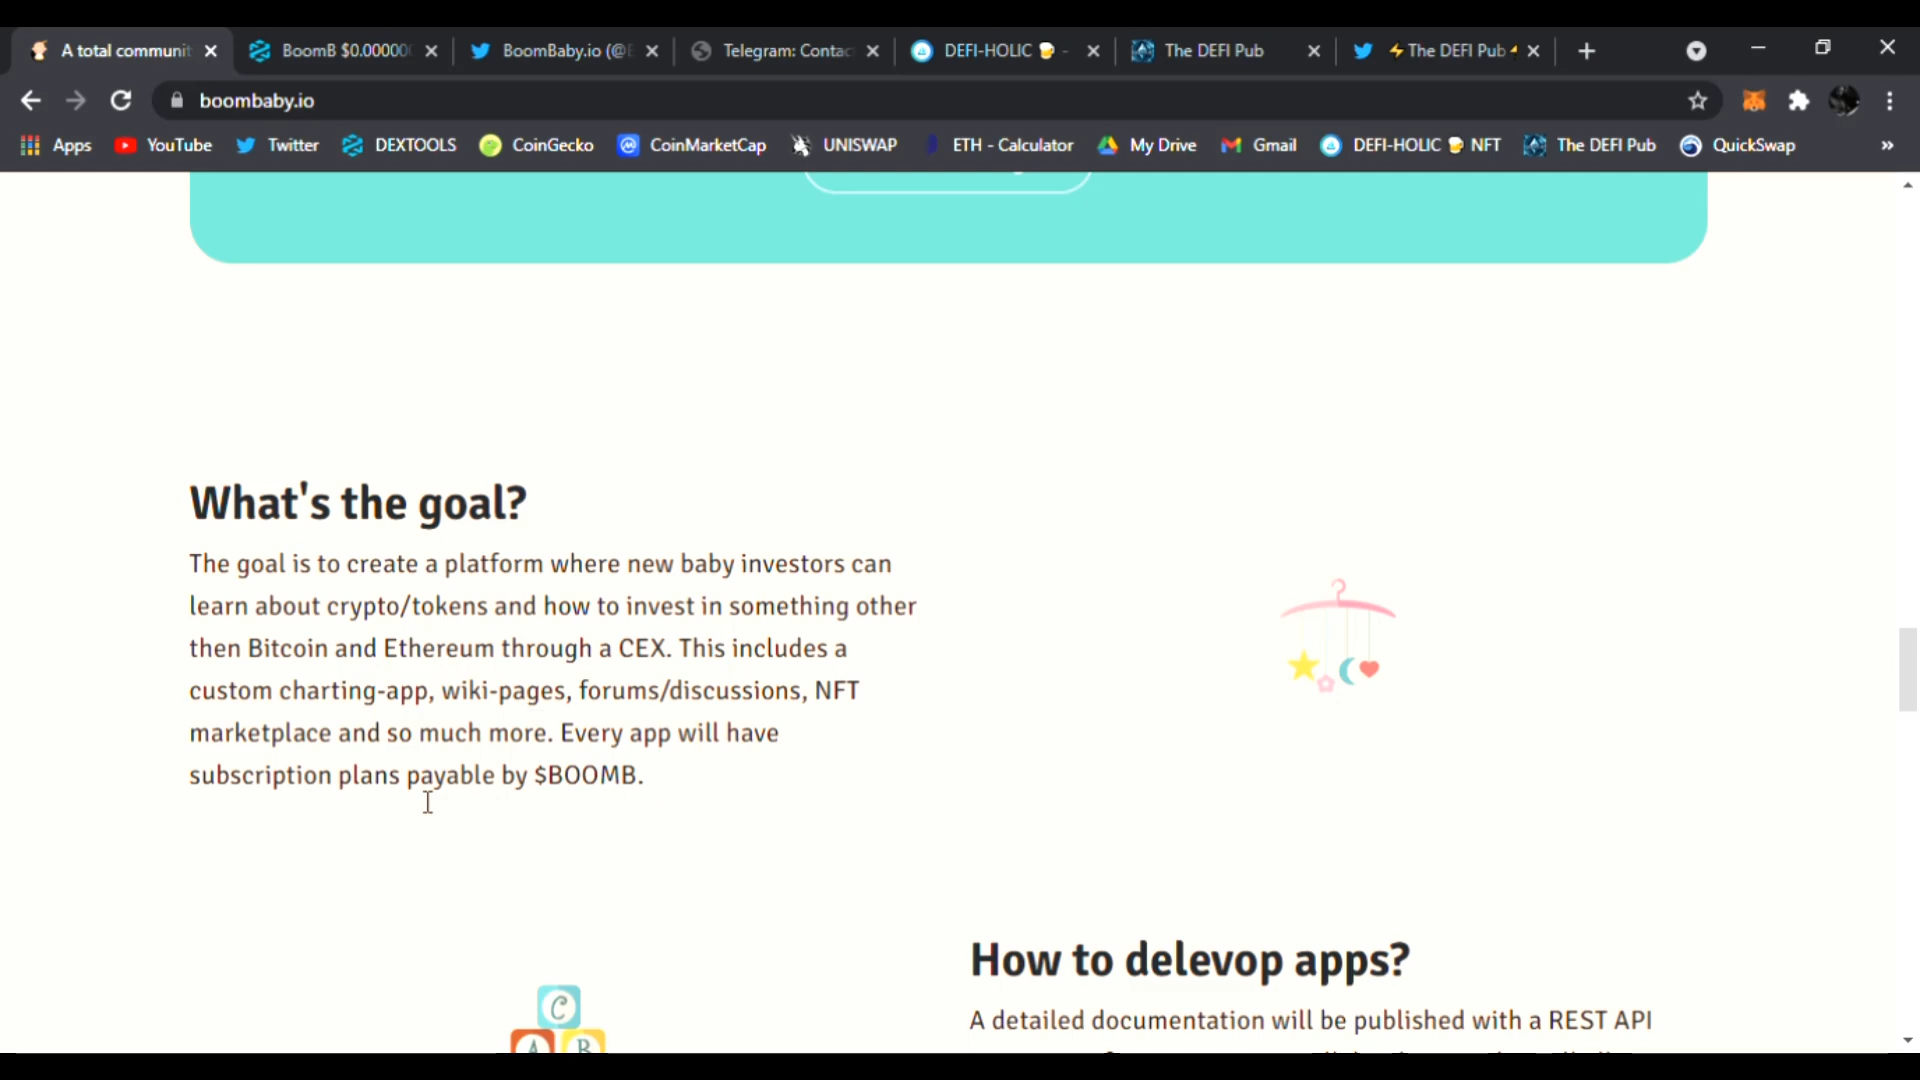 A total communit
BoomB $0.00000
BoomBaby.io (@
Telegram: Contac
DEFI-HOLIC 🍺 -
The DEFI Pub
⚡The DEFI Pub
boombaby.io
Apps
YouTube
Twitter
DEXTOOLS
CoinGecko
CoinMarketCap
UNISWAP
ETH - Calculator
My Drive
Gmail
DEFI-HOLIC 🍺 NFT
The DEFI Pub
QuickSwap
»
What's the goal?
The goal is to create a platform where new baby investors can
learn about crypto/tokens and how to invest in something other
then Bitcoin and Ethereum through a CEX. This includes a
custom charting-app, wiki-pages, forums/discussions, NFT
marketplace and so much more. Every app will have
subscription plans payable by $BOOMB.
How to delevop apps?
A detailed documentation will be published with a REST API
C
A B